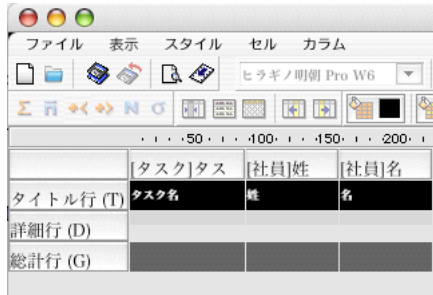 ファイル 表示 スタイル セル カラム
ヒラギノ明朝 Pro W6
Σ n̄ N σ
50 100 150 200
[タスク]タス [社員]姓 [社員]名
タイトル行 (T) タスク名 姓 名
詳細行 (D)
総計行 (G)